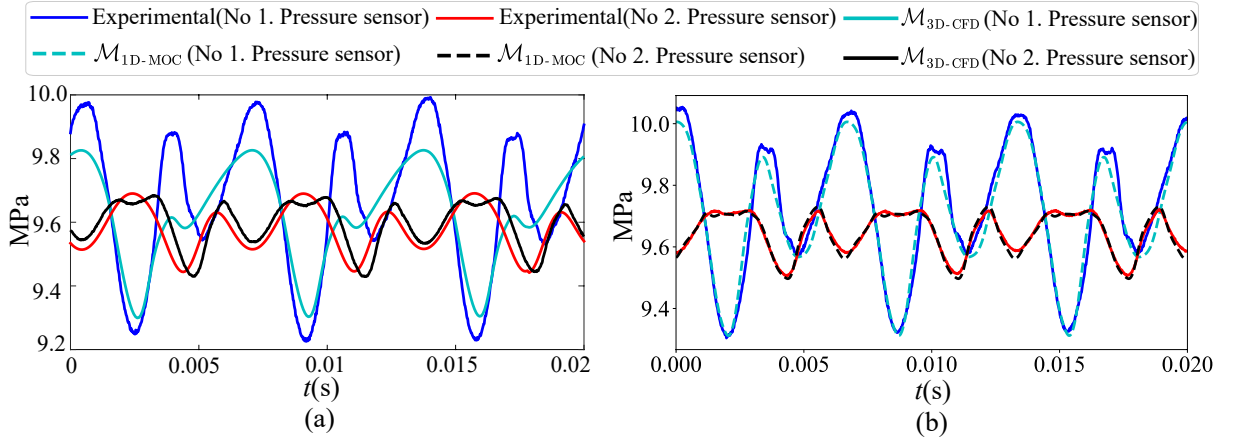 Experimental(No 1. Pressure sensor) Experimental(No 2. Pressure sensor) ℳ3D-CFD (No 1. Pressure sensor)
ℳ1D-MOC (No 1. Pressure sensor) ℳ1D-MOC (No 2. Pressure sensor) ℳ3D-CFD (No 2. Pressure sensor)
10.0
9.8
9.6
9.4
9.2
MPa
0 0.005 0.01 0.015 0.02
t(s)
(a)
10.0
9.8
9.6
9.4
MPa
0.000 0.005 0.010 0.015 0.020
t(s)
(b)